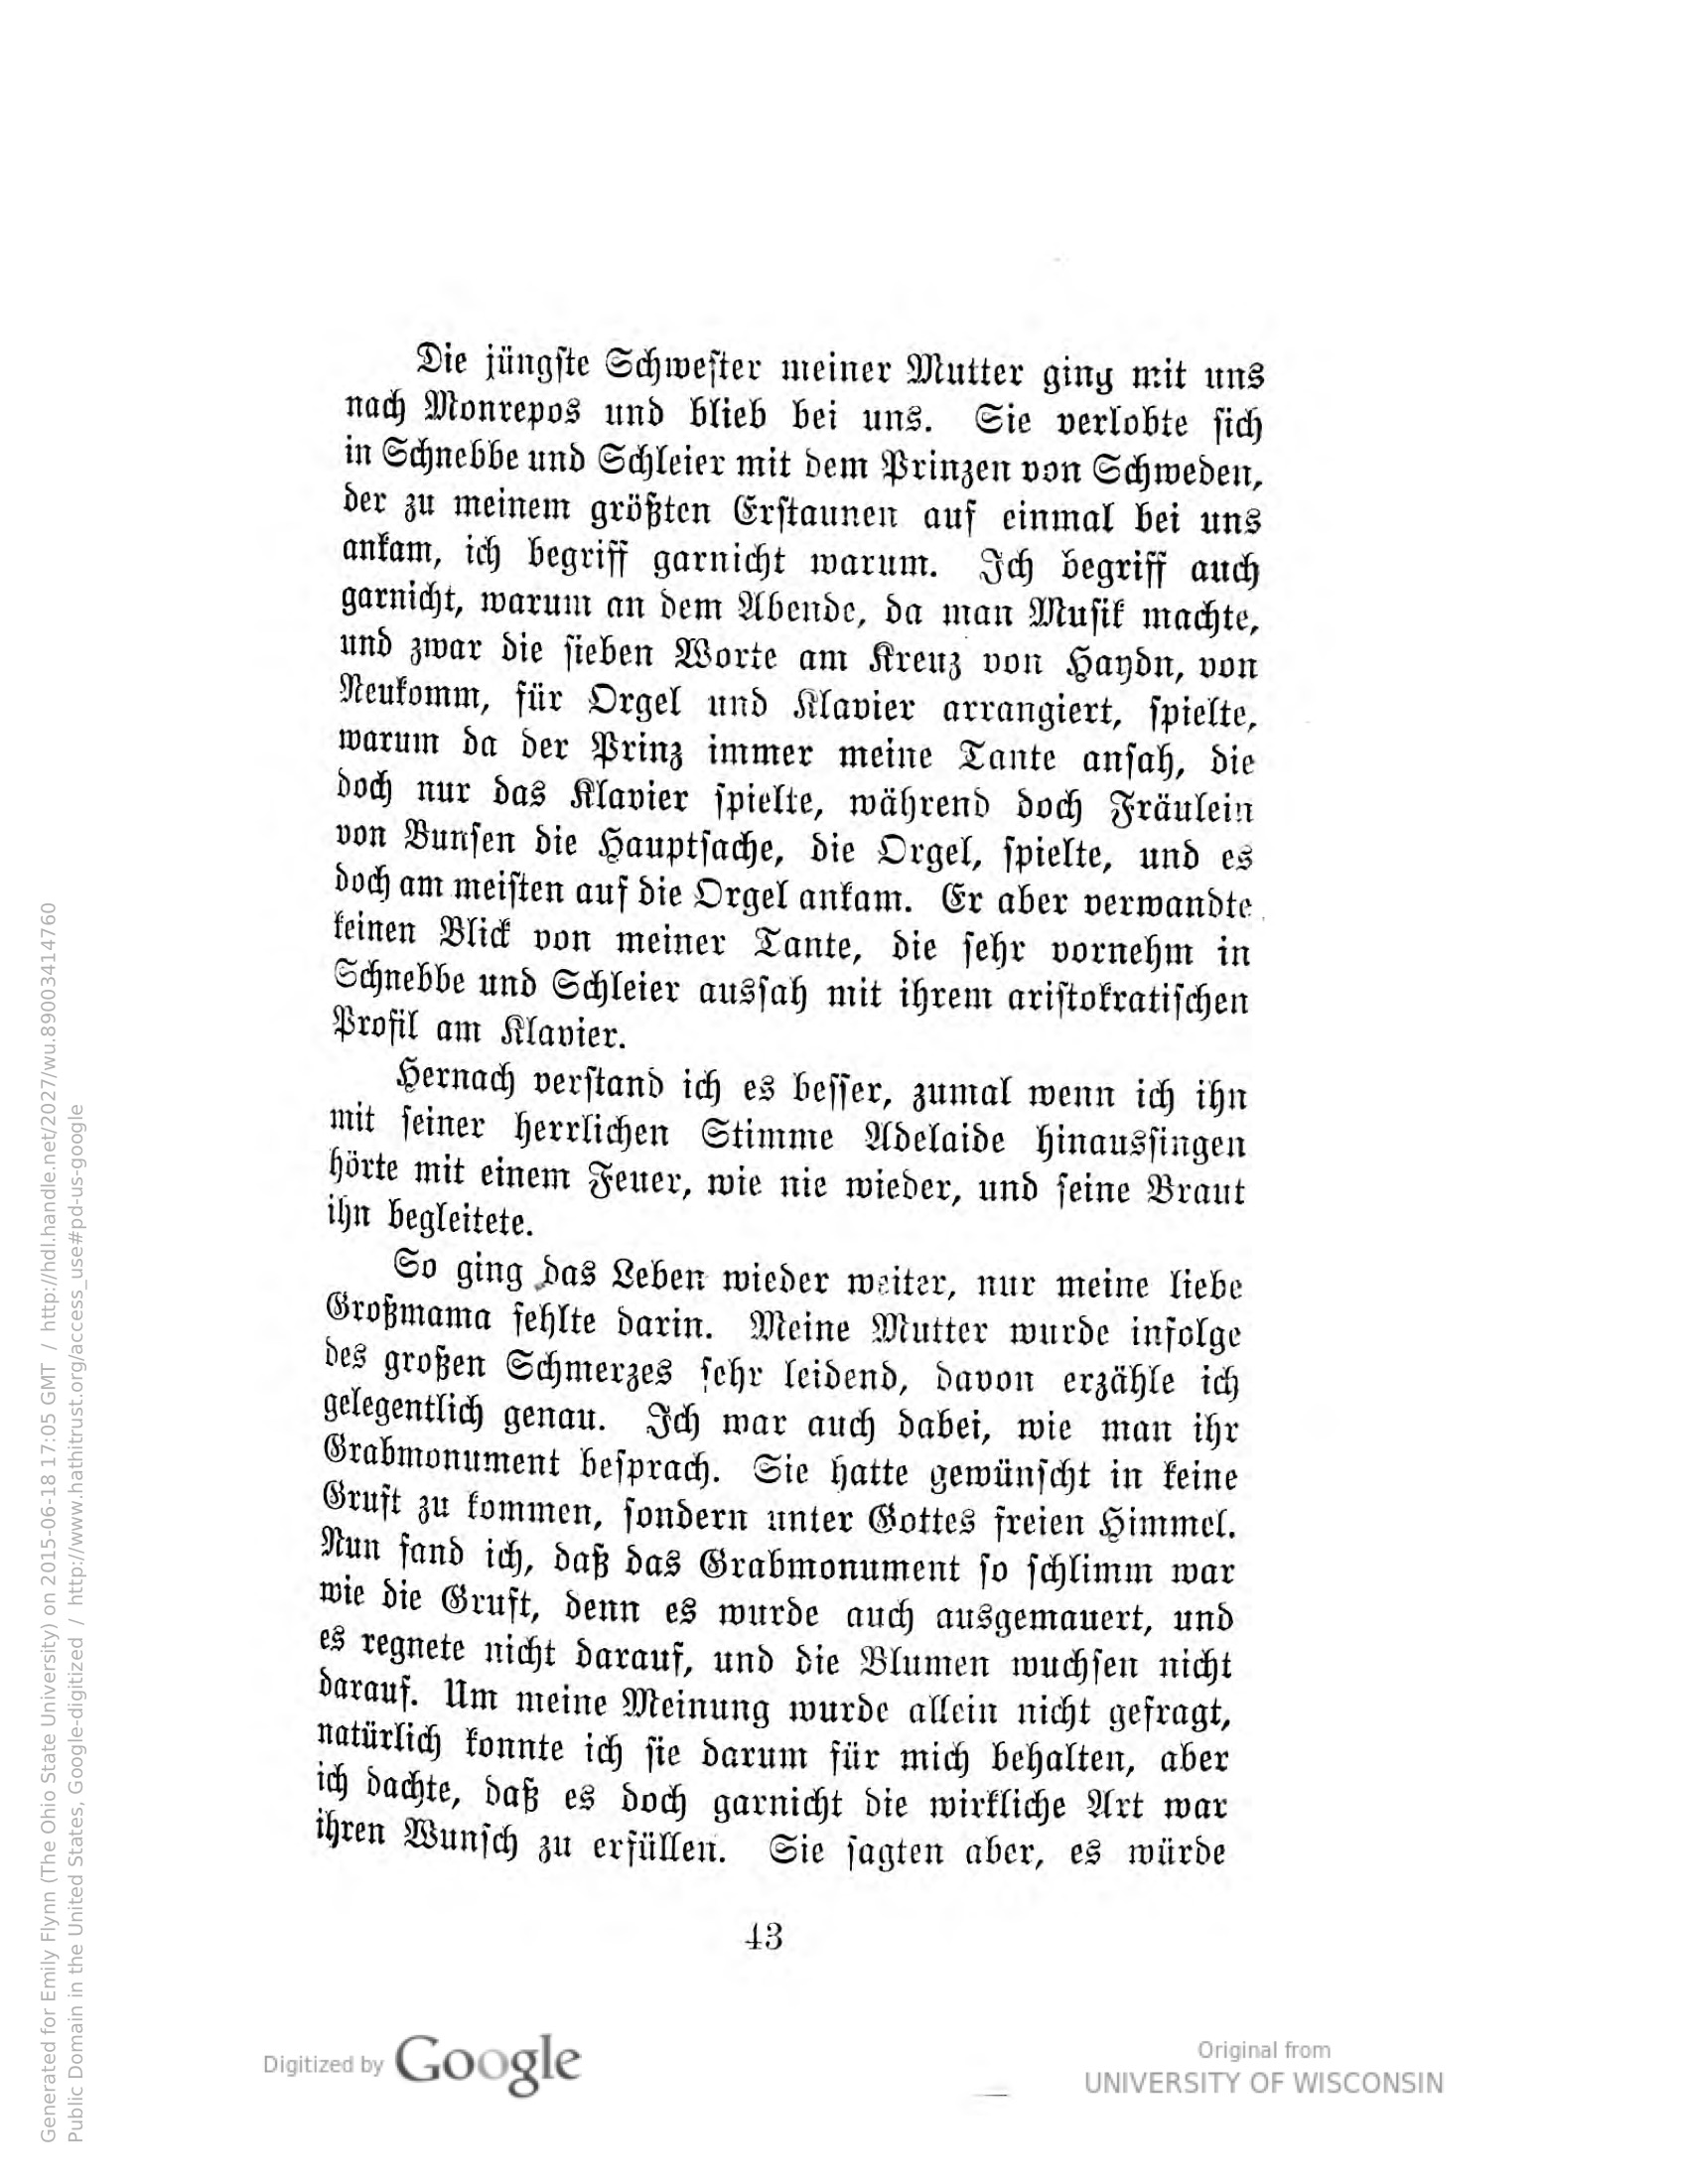 Die jüngste Schwester meiner Mutter ging mit uns
nach Monrepos und blieb bei uns. Sie verlobte sich
in Schnebbe und Schleier mit dem Prinzen von Schweden,
der zu meinem größten Erstaunen auf einmal bei uns
ankam, ich begriff garnicht warum. Ich begriff auch
garnicht, warum an dem Abende, da man Musik machte,
und zwar die sieben Worte am Kreuz von Haydn, von
Neukomm, für Orgel und Klavier arrangiert, spielte,
warum da der Prinz immer meine Tante ansah, die
doch nur das Klavier spielte, während doch Fräulein
von Bunsen die Hauptsache, die Orgel, spielte, und es
doch am meisten auf die Orgel ankam. Er aber verwandte
keinen Blick von meiner Tante, die sehr vornehm in
Schnebbe und Schleier aussah mit ihrem aristokratischen
Profil am Klavier.
Hernach verstand ich es besser, zumal wenn ich ihn
mit seiner herrlichen Stimme Adelaide hinaussingen
hörte mit einem Feuer, wie nie wieder, und seine Braut
ihn begleitete.
So ging das Leben wieder weiter, nur meine liebe
Großmama fehlte darin. Meine Mutter wurde infolge
des großen Schmerzes sehr leidend, davon erzähle ich
gelegentlich genau. Ich war auch dabei, wie man ihr
Grabmonument besprach. Sie hatte gewünscht in keine
Gruft zu kommen, sondern unter Gottes freien Himmel.
Nun fand ich, daß das Grabmonument so schlimm war
wie die Gruft, denn es wurde auch ausgemauert, und
es regnete nicht darauf, und die Blumen wuchsen nicht
darauf. Um meine Meinung wurde allein nicht gefragt,
natürlich konnte ich sie darum für mich behalten, aber
ich dachte, daß es doch garnicht die wirkliche Art war
ihren Wunsch zu erfüllen. Sie sagten aber, es würde
43
Digitized by Google
Original from
UNIVERSITY OF WISCONSIN
Generated for Emily Flynn (The Ohio State University) on 2015-06-18 17:05 GMT / http://hdl.handle.net/2027/wu.89003414760
Public Domain in the United States, Google-digitized / http://www.hathitrust.org/access_use#pd-us-google